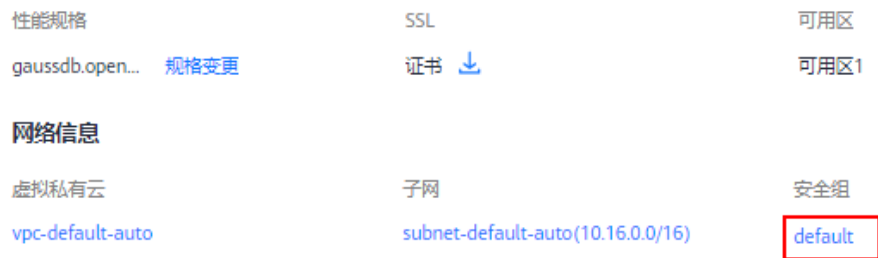 性能规格 SSL 可用区
gaussdb.open... 规格变更 证书 可用区1
网络信息
虚拟私有云 子网 安全组
vpc-default-auto subnet-default-auto(10.16.0.0/16) default